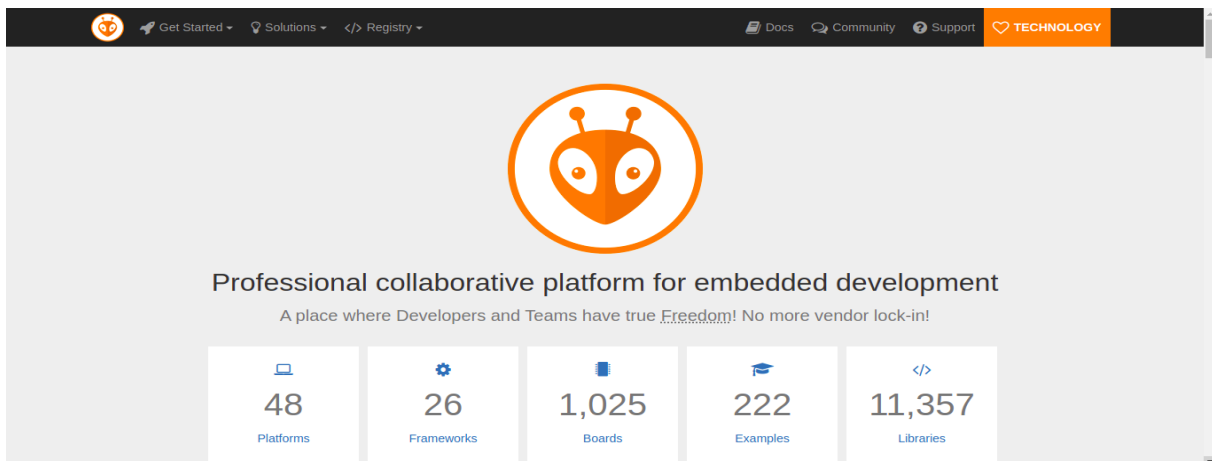 Get Started Solutions </> Registry Docs Community Support TECHNOLOGY
Professional collaborative platform for embedded development
A place where Developers and Teams have true Freedom! No more vendor lock-in!
</>
48 26 1,025 222 11,357
Platforms Frameworks Boards Examples Libraries